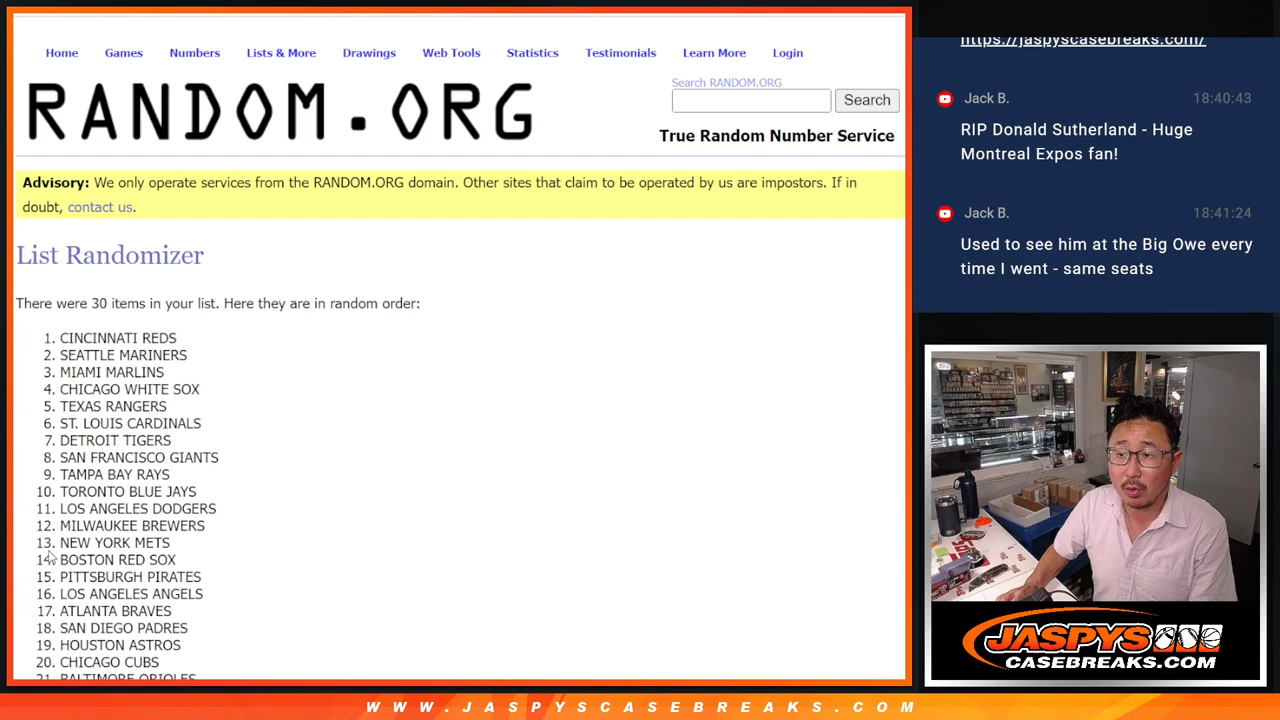 Home Games Numbers Lists & More Drawings Web Tools Statistics Testimonials Learn More Login
RANDOM.ORG
Search RANDOM.ORG
Search
True Random Number Service
Advisory: We only operate services from the RANDOM.ORG domain. Other sites that claim to be operated by us are impostors. If in
doubt, contact us.
List Randomizer
There were 30 items in your list. Here they are in random order:
1. CINCINNATI REDS
2. SEATTLE MARINERS
3. MIAMI MARLINS
4. CHICAGO WHITE SOX
5. TEXAS RANGERS
6. ST. LOUIS CARDINALS
7. DETROIT TIGERS
8. SAN FRANCISCO GIANTS
9. TAMPA BAY RAYS
10. TORONTO BLUE JAYS
11. LOS ANGELES DODGERS
12. MILWAUKEE BREWERS
13. NEW YORK METS
14. BOSTON RED SOX
15. PITTSBURGH PIRATES
16. LOS ANGELES ANGELS
17. ATLANTA BRAVES
18. SAN DIEGO PADRES
19. HOUSTON ASTROS
20. CHICAGO CUBS
21. BALTIMORE ORIOLES
https://jaspyscasebreaks.com/
Jack B. 18:40:43
RIP Donald Sutherland - Huge
Montreal Expos fan!
Jack B. 18:41:24
Used to see him at the Big Owe every
time I went - same seats
JASPYS
CASEBREAKS.COM
WWW.JASPYSCASEBREAKS.COM